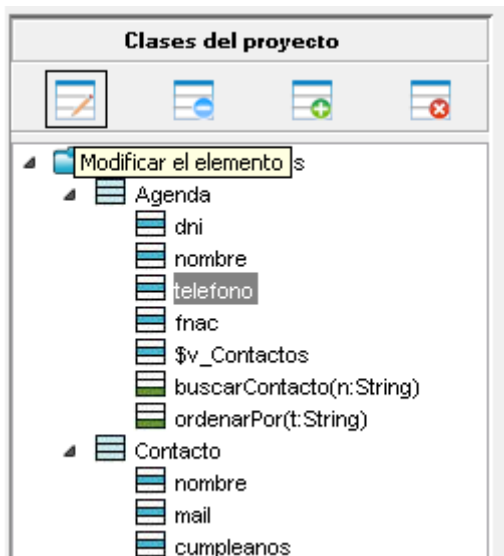 Clases del proyecto
Modificar el elemento s
Agenda
dni
nombre
telefono
fnac
$v_Contactos
buscarContacto(n:String)
ordenarPor(t:String)
Contacto
nombre
mail
cumpleanos